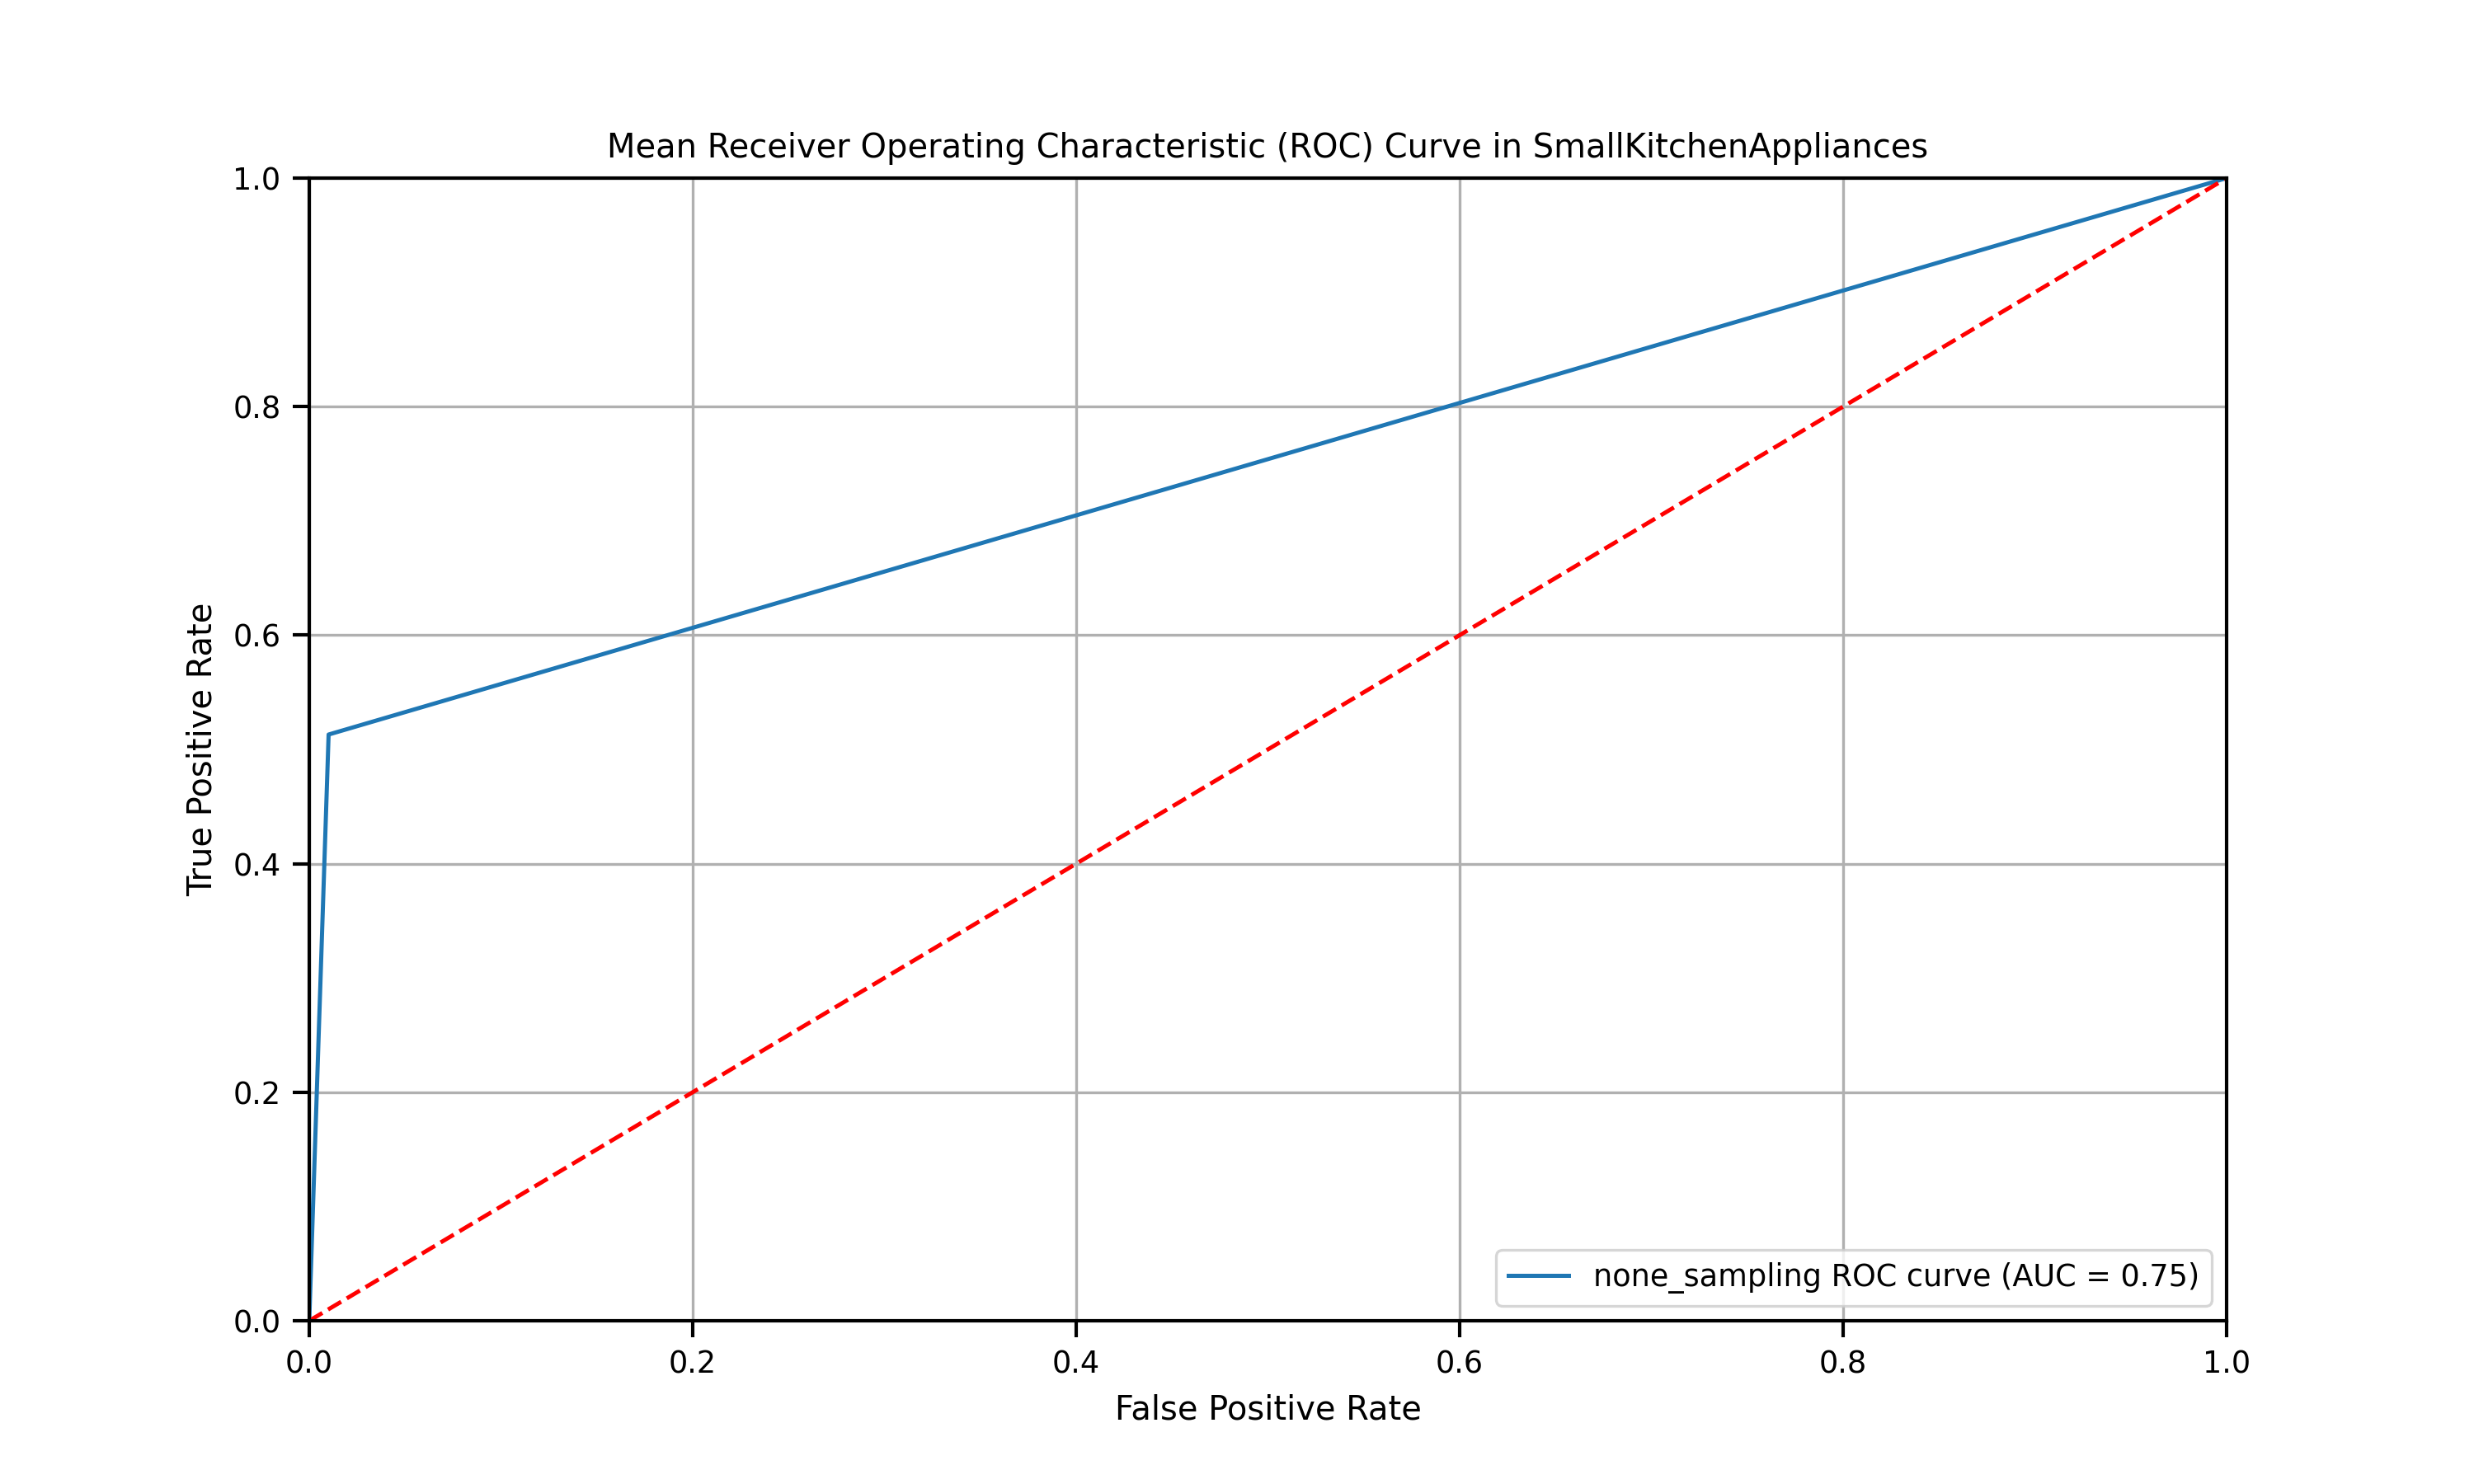 Mean Receiver Operating Characteristic (ROC) Curve in SmallKitchenAppliances
1.0
0.8
0.6
0.4
0.2
0.0
True Positive Rate
none_sampling ROC curve (AUC = 0.75)
0.0 0.2 0.4 0.6 0.8 1.0
False Positive Rate